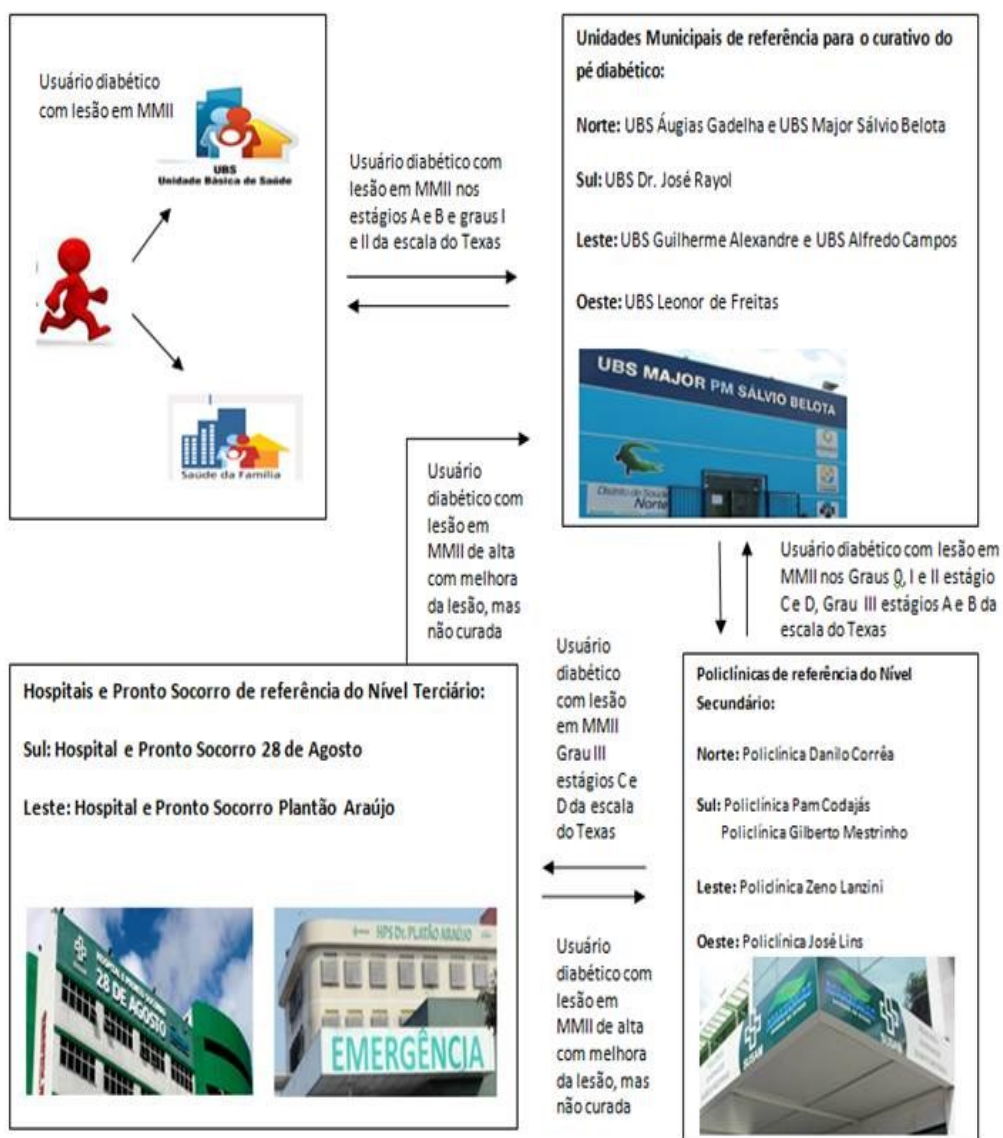 Usuário diabético
com lesão em MMII
UBS
Unidade Básica de Saúde
Saúde da Família
Usuário diabético com
lesão em MMII nos
estágios A e B e graus I
e II da escala do Texas
Unidades Municipais de referência para o curativo do
pé diabético:
Norte: UBS Áugias Gadelha e UBS Major Sálvio Belota
Sul: UBS Dr. José Rayol
Leste: UBS Guilherme Alexandre e UBS Alfredo Campos
Oeste: UBS Leonor de Freitas
UBS MAJOR PM SÁLVIO BELOTA
Distrito de Saúde
Norte
Usuário
diabético com
lesão em
MMII de alta
com melhora
da lesão, mas
não curada
Usuário diabético com lesão em
MMII nos Graus 0, I e II estágio
C e D, Grau III estágios A e B da
escala do Texas
Hospitais e Pronto Socorro de referência do Nível Terciário:
Sul: Hospital e Pronto Socorro 28 de Agosto
Leste: Hospital e Pronto Socorro Plantão Araújo
HOSPITAL E PRONTO SOCORRO
28 DE AGOSTO
HPS Dr. PLATÃO ARAÚJO
EMERGÊNCIA
Usuário
diabético
com lesão
em MMII
Grau III
estágios C e
D da escala
do Texas
Usuário
diabético com
lesão em
MMII de alta
com melhora
da lesão, mas
não curada
Policlínicas de referência do Nível
Secundário:
Norte: Policlínica Danilo Corrêa
Sul: Policlínica Pam Codajás
Policlínica Gilberto Mestrinho
Leste: Policlínica Zeno Lanzini
Oeste: Policlínica José Lins
SUSAM